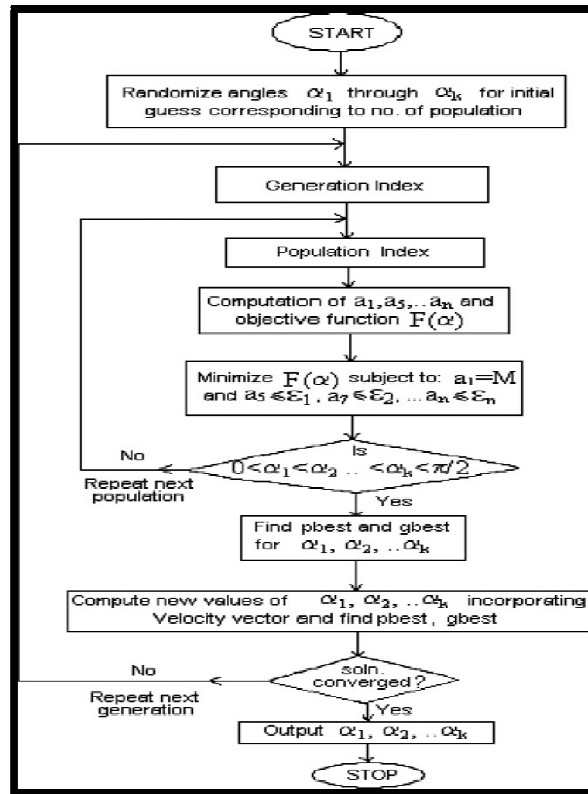 START
Randomize angles α1 through αk for initial
guess corresponding to no. of population
Generation Index
Population Index
Computation of a1,a5,..an and
objective function F(α)
Minimize F(α) subject to: a1=M
and a5⩽ε1, a7⩽ε2, ...an⩽εn
Is
0<α1<α2 .. <αk<π/2
No
Repeat next
population
Yes
Find pbest and gbest
for α1, α2, ..αk
Compute new values of α1, α2, ..αk incorporating
Velocity vector and find pbest, gbest
soln.
converged?
No
Repeat next
generation
Yes
Output α1, α2, ..αk
STOP